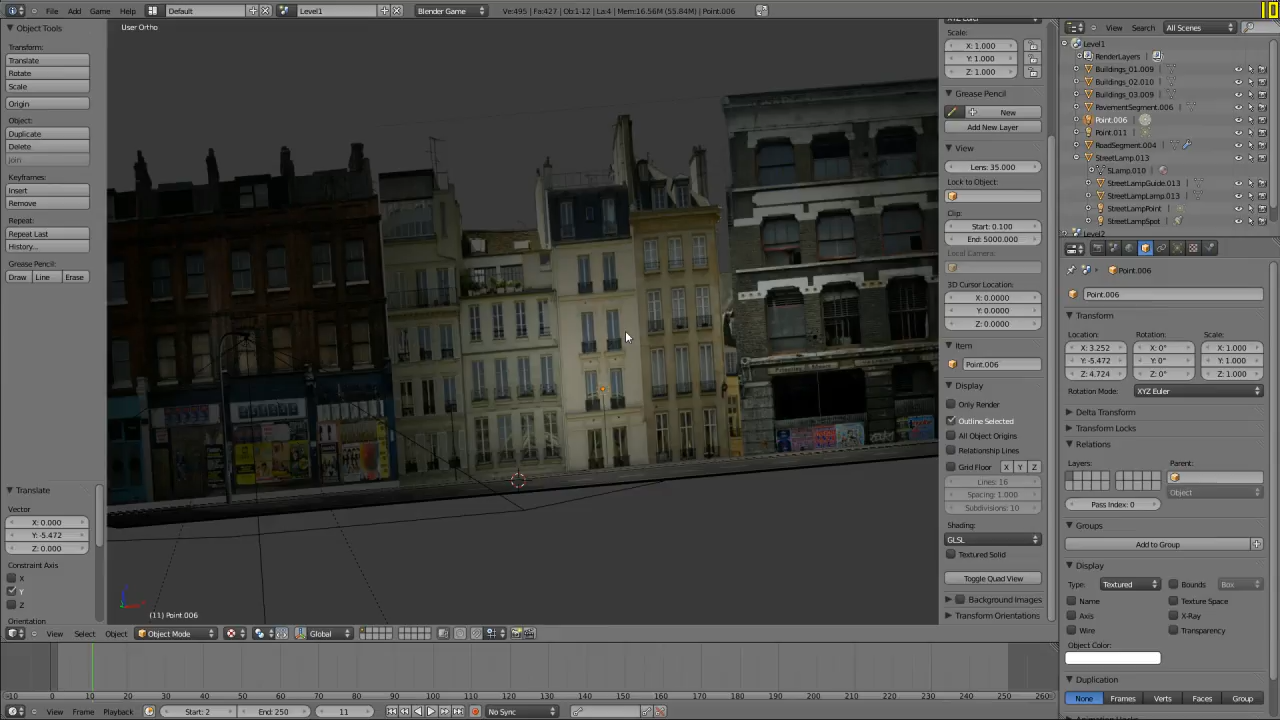 File Add Game Help Default Level1 Blender Game Ve:495 | Fa:427 | Ob:1-12 | La:4 | Mem:16.56M (55.84M) | Point.006
Object Tools
Transform:
Translate
Rotate
Scale
Origin
Object:
Duplicate
Delete
Join
Keyframes:
Insert
Remove
Repeat:
Repeat Last
History...
Grease Pencil:
Draw Line Erase
Translate
Vector
X: 0.000
Y: -5.472
Z: 0.000
Constraint Axis
X
Y
Z
Orientation
User Ortho
(11) Point.006
View Select Object Object Mode Global
Scale:
X: 1.000
Y: 1.000
Z: 1.000
Grease Pencil
New
Add New Layer
View
Lens: 35.000
Lock to Object:
Clip:
Start: 0.100
End: 5000.000
Local Camera:
3D Cursor Location:
X: 0.0000
Y: 0.0000
Z: 0.0000
Item
Point.006
Display
Only Render
Outline Selected
All Object Origins
Relationship Lines
Grid Floor X Y Z
Lines: 16
Spacing: 1.000
Subdivisions: 10
Shading:
GLSL
Textured Solid
Toggle Quad View
Background Images
Transform Orientations
View Search All Scenes
Level1
RenderLayers
Buildings_01.009
Buildings_02.010
Buildings_03.009
PavementSegment.006
Point.006
Point.011
RoadSegment.004
StreetLamp.013
SLamp.010
StreetLampGuide.013
StreetLampLamp.013
StreetLampPoint
StreetLampSpot
Level2
Point.006
Point.006
Transform
Location: Rotation: Scale:
X: 3.252 X: 0° X: 1.000
Y: -5.472 Y: 0° Y: 1.000
Z: 4.724 Z: 0° Z: 1.000
Rotation Mode: XYZ Euler
Delta Transform
Transform Locks
Relations
Layers: Parent:
Object
Pass Index: 0
Groups
Add to Group
Display
Type: Textured Bounds Box
Name Texture Space
Axis X-Ray
Wire Transparency
Object Color:
Duplication
None Frames Verts Faces Group
-10 0 10 20 30 40 50 60 70 80 90 100 110 120 130 140 150 160 170 180 190 200 210 220 230 240 250 260
View Frame Playback Start: 2 End: 250 11 No Sync